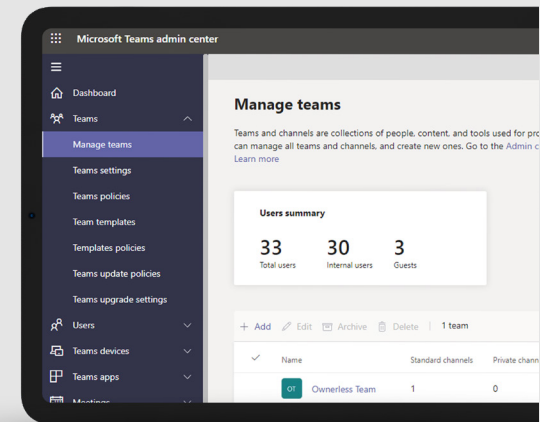 Microsoft Teams admin center
Dashboard
Teams
Manage teams
Teams settings
Teams policies
Team templates
Templates policies
Teams update policies
Teams upgrade settings
Users
Teams devices
Teams apps
Meetings
Manage teams
Teams and channels are collections of people, content, and tools used for
can manage all teams and channels, and create new ones. Go to the Admin
Learn more
Users summary
33 30 3
Total users Internal users Guests
+ Add Edit Archive Delete | 1 team
Name Standard channels Private
OT Ownerless Team 1 0